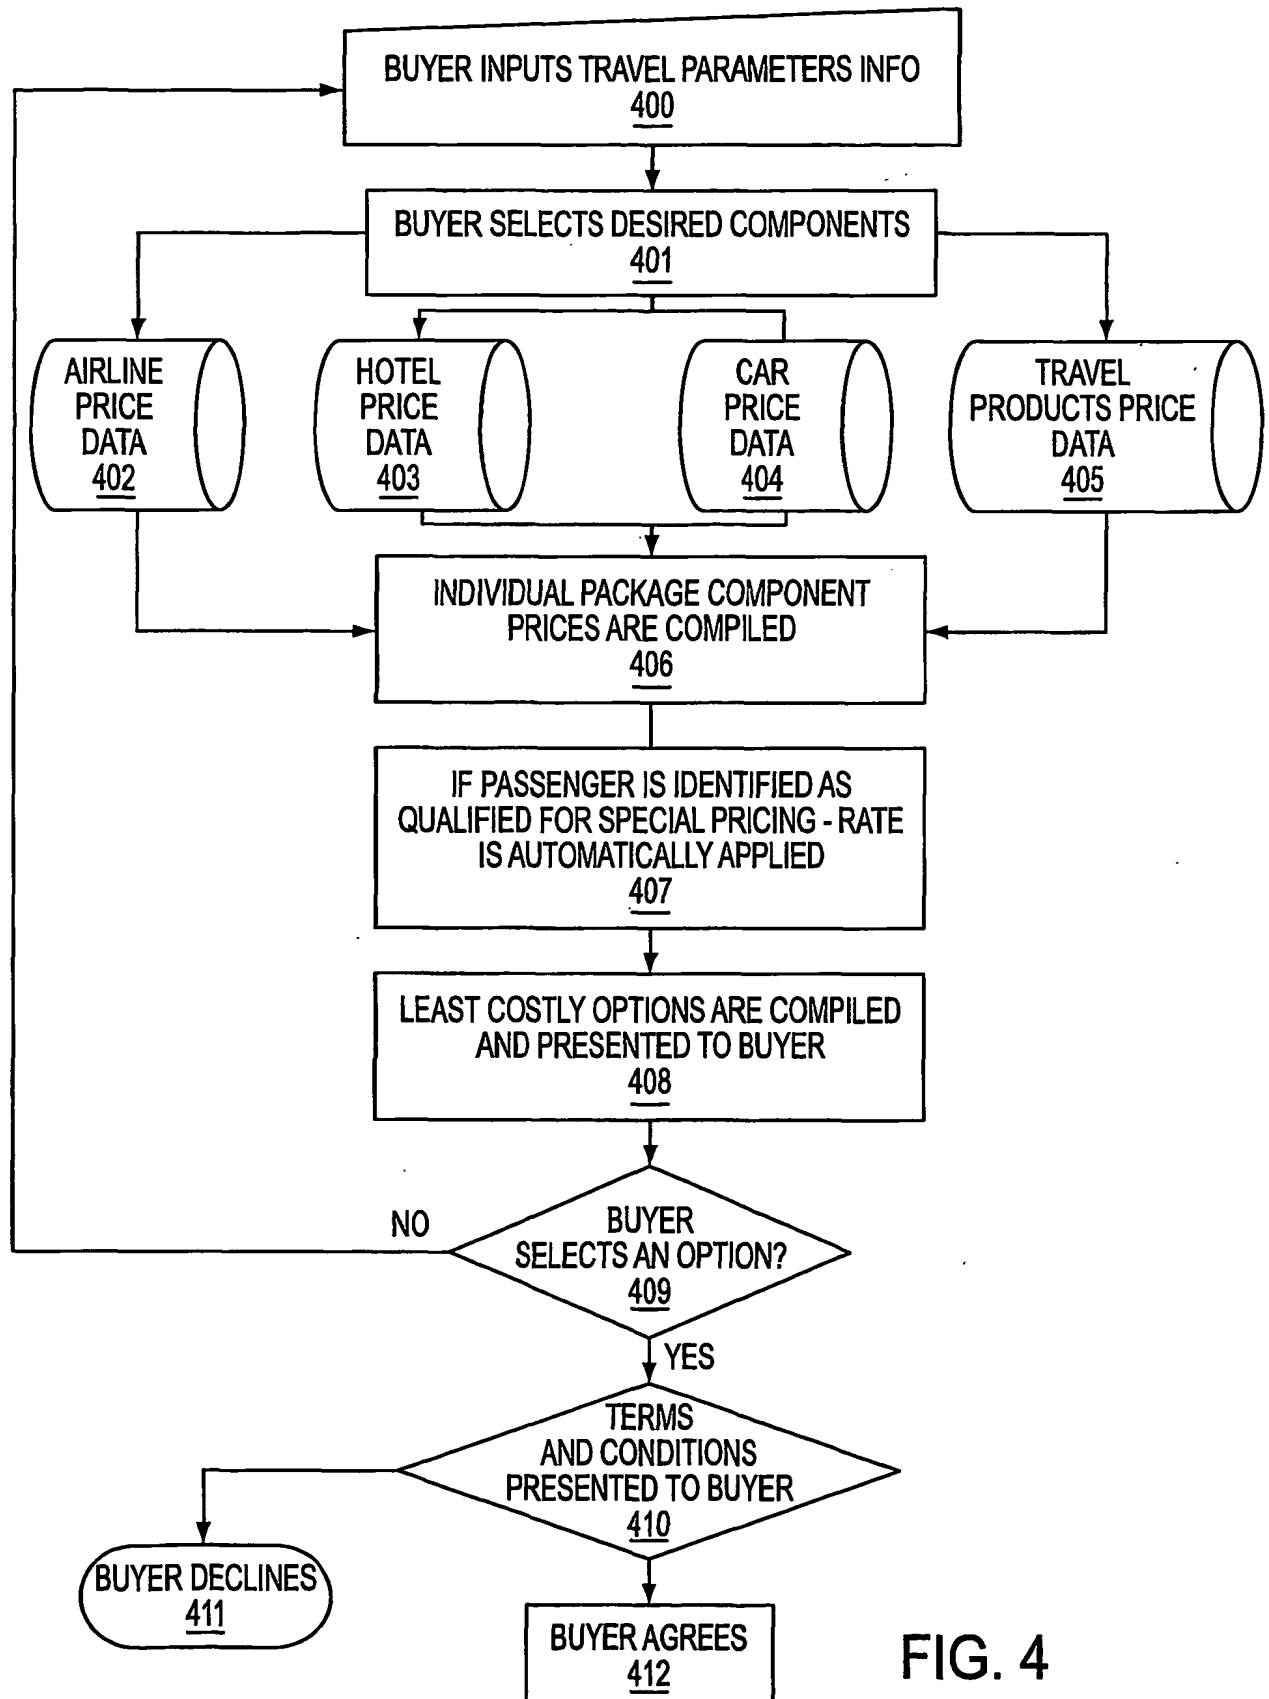 BUYER INPUTS TRAVEL PARAMETERS INFO
400
BUYER SELECTS DESIRED COMPONENTS
401
AIRLINE
PRICE
DATA
402
HOTEL
PRICE
DATA
403
CAR
PRICE
DATA
404
TRAVEL
PRODUCTS PRICE
DATA
405
INDIVIDUAL PACKAGE COMPONENT
PRICES ARE COMPILED
406
IF PASSENGER IS IDENTIFIED AS
QUALIFIED FOR SPECIAL PRICING - RATE
IS AUTOMATICALLY APPLIED
407
LEAST COSTLY OPTIONS ARE COMPILED
AND PRESENTED TO BUYER
408
NO
BUYER
SELECTS AN OPTION?
409
YES
TERMS
AND CONDITIONS
PRESENTED TO BUYER
410
BUYER DECLINES
411
BUYER AGREES
412
FIG. 4